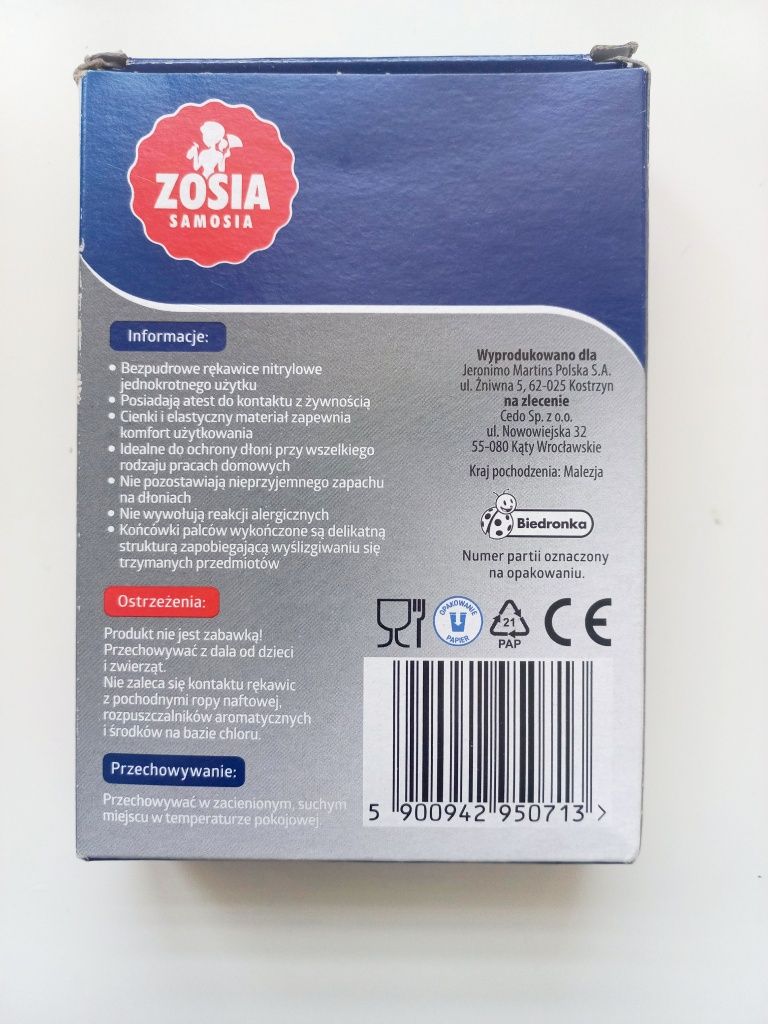 ZOSIA
SAMOSIA
Informacje:
• Bezpudrowe rękawice nitrylowe
jednokrotnego użytku
• Posiadają atest do kontaktu z żywnością
• Cienki i elastyczny materiał zapewnia
komfort użytkowania
• Idealne do ochrony dłoni przy wszelkiego
rodzaju pracach domowych
• Nie pozostawiają nieprzyjemnego zapachu
na dłoniach
• Nie wywołują reakcji alergicznych
• Końcówki palców wykończone są delikatną
strukturą zapobiegającą wyślizgiwaniu się
trzymanych przedmiotów
Ostrzeżenia:
Produkt nie jest zabawką!
Przechowywać z dala od dzieci
i zwierząt.
Nie zaleca się kontaktu rękawic
z pochodnymi ropy naftowej,
rozpuszczalników aromatycznych
i środków na bazie chloru.
Przechowywanie:
Przechowywać w zacienionym, suchym
miejscu w temperaturze pokojowej.
Wyprodukowano dla
Jeronimo Martins Polska S.A.
ul. Żniwna 5, 62-025 Kostrzyn
na zlecenie
Cedo Sp. z o.o.
ul. Nowowiejska 32
55-080 Kąty Wrocławskie
Kraj pochodzenia: Malezja
Biedronka
Numer partii oznaczony
na opakowaniu.
OPAKOWANIE
PAPIER
21
PAP
CE
5 900942 950713 >